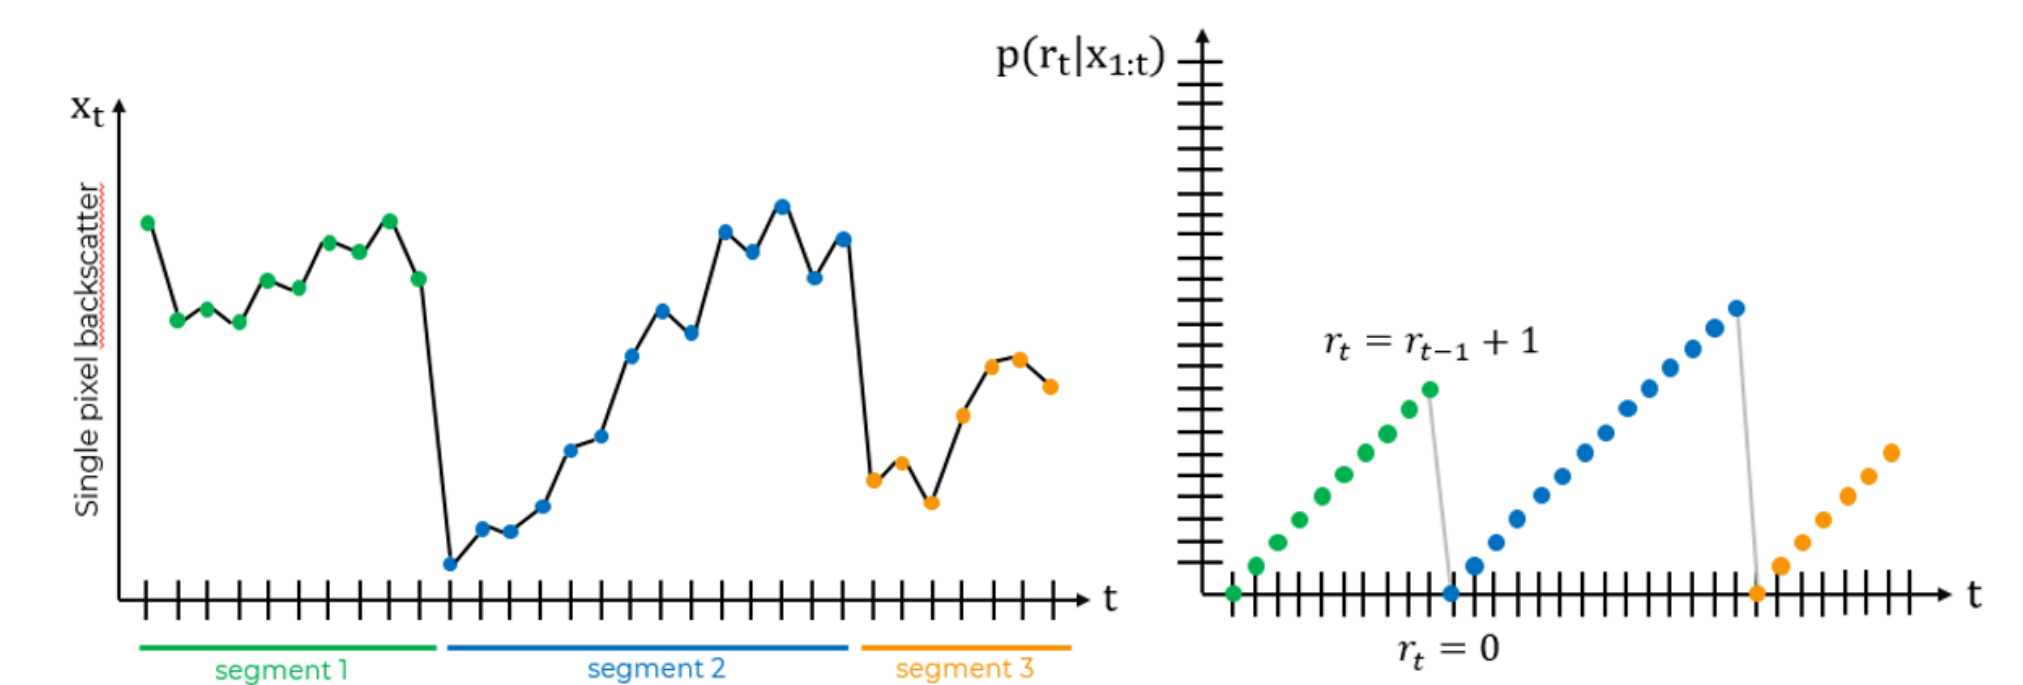 xₜ
Single pixel backscatter
t
segment 1
segment 2
segment 3
p(rₜ|x₁:ₜ)
rₜ = rₜ₋₁ + 1
t
rₜ = 0